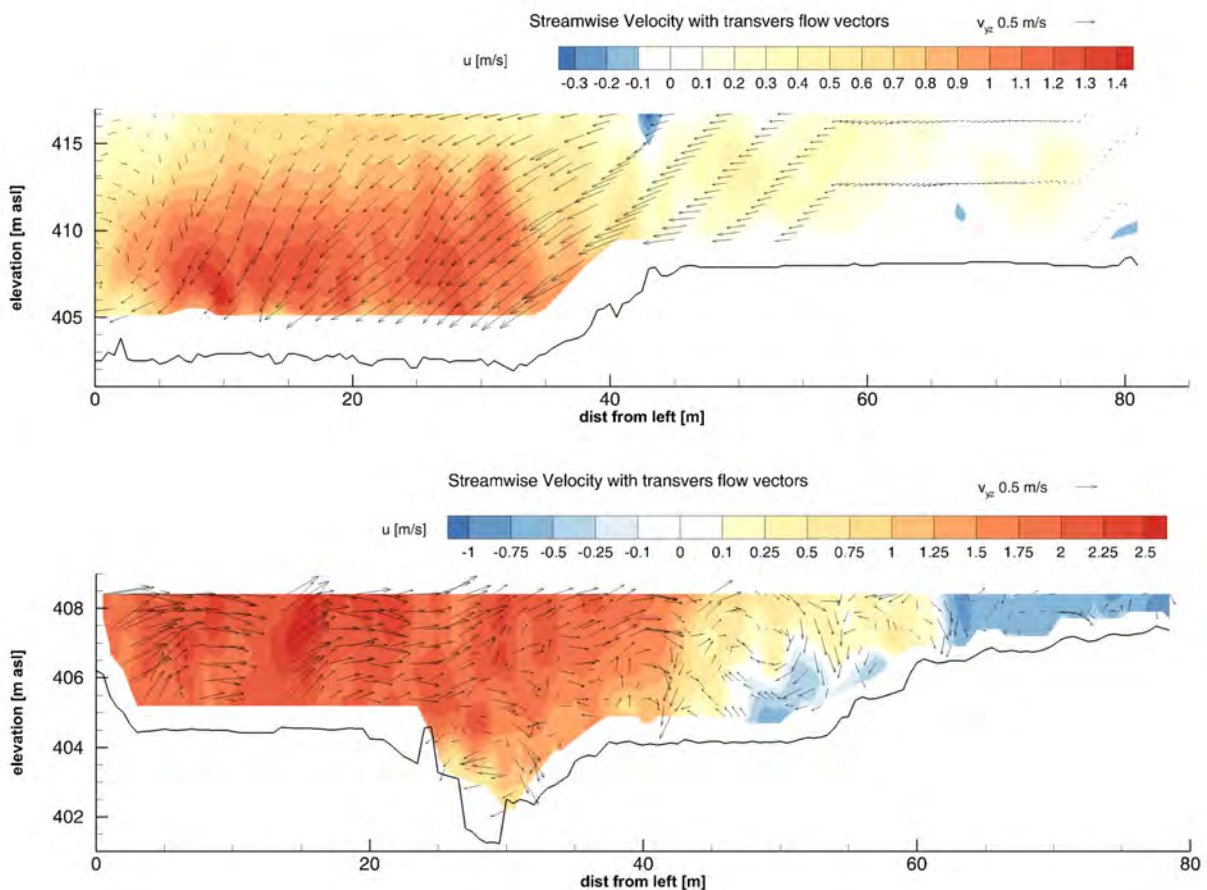 Streamwise Velocity with transvers flow vectors
v_yz 0.5 m/s
u [m/s]
-0.3 -0.2 -0.1 0 0.1 0.2 0.3 0.4 0.5 0.6 0.7 0.8 0.9 1 1.1 1.2 1.3 1.4
elevation [m asl]
415
410
405
0 20 40 60 80
dist from left [m]
Streamwise Velocity with transvers flow vectors
v_yz 0.5 m/s
u [m/s]
-1 -0.75 -0.5 -0.25 -0.1 0 0.1 0.25 0.5 0.75 1 1.25 1.5 1.75 2 2.25 2.5
elevation [m asl]
408
406
404
402
0 20 40 60 80
dist from left [m]